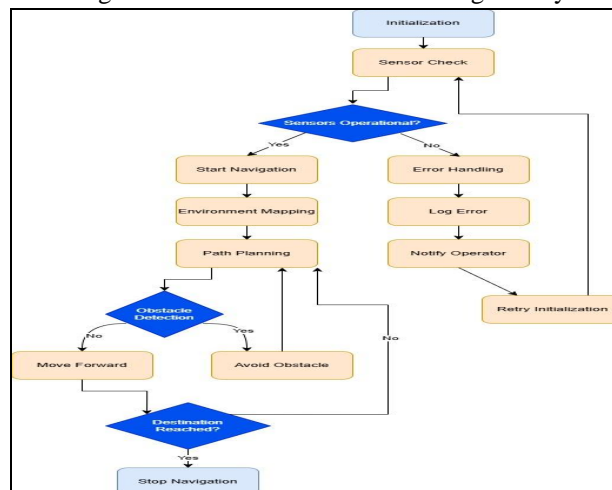 Initialization
Sensor Check
Sensors Operational?
Yes
No
Start Navigation
Error Handling
Environment Mapping
Log Error
Path Planning
Notify Operator
Obstacle
Detection
Retry Initialization
No
Yes
No
Move Forward
Avoid Obstacle
Destination
Reached?
Yes
Stop Navigation